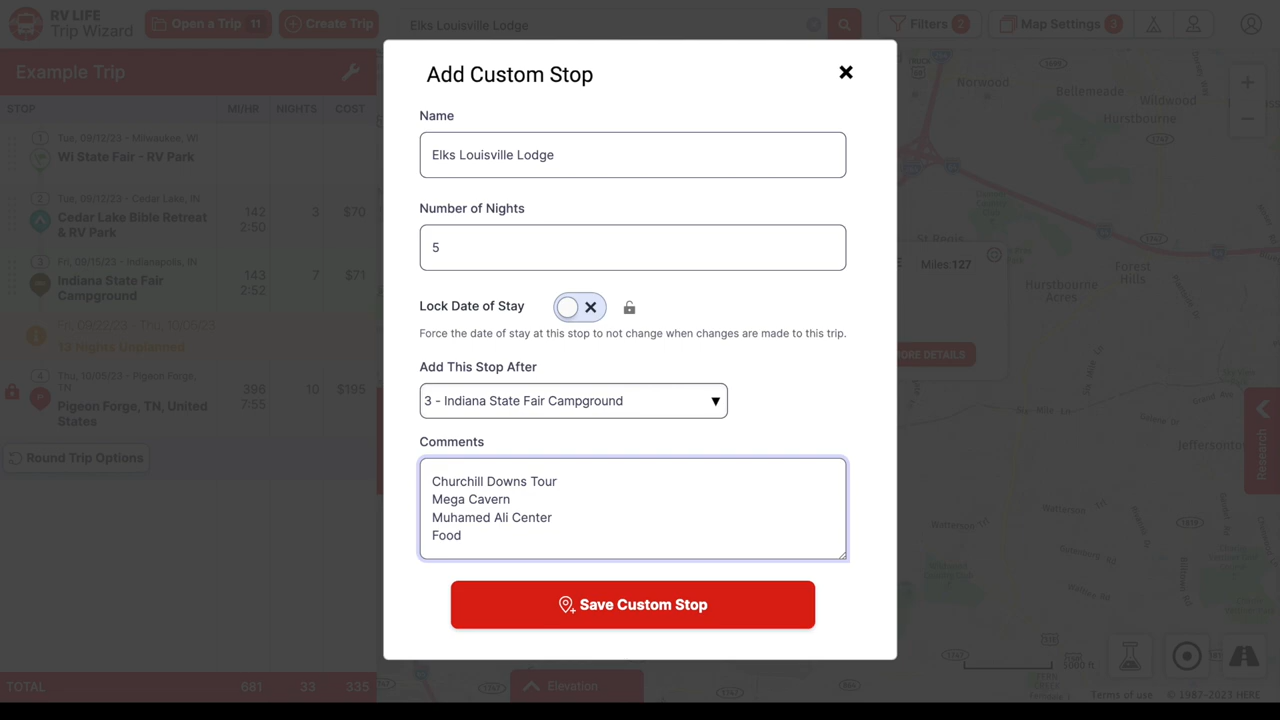 RV LIFE
Trip Wizard
Open a Trip 11
Create Trip
Elks Louisville Lodge
Filters 2
Map Settings 3
Example Trip
STOP MI/HR NIGHTS COST
1 Tue, 09/12/23 - Milwaukee, WI
Wi State Fair - RV Park
2 Tue, 09/12/23 - Cedar Lake, IN
Cedar Lake Bible Retreat
& RV Park
142 3 $70
2:50
3 Fri, 09/15/23 - Indianapolis, IN
Indiana State Fair
Campground
143 7 $71
2:52
Fri, 09/22/23 - Thu, 10/05/23
13 Nights Unplanned
4 Thu, 10/05/23 - Pigeon Forge,
TN
Pigeon Forge, TN, United
States
396 10 $195
7:55
Round Trip Options
TOTAL 681 33 335
Add Custom Stop
Name
Elks Louisville Lodge
Number of Nights
5
Lock Date of Stay
Force the date of stay at this stop to not change when changes are made to this trip.
Add This Stop After
3 - Indiana State Fair Campground
Comments
Churchill Downs Tour
Mega Cavern
Muhamed Ali Center
Food
Save Custom Stop
Elevation
Norwood
Bellemeade
Wildwood
Hurstbourne
St Regis
Miles:127
Forest
Hills
Hurstbourne
Acres
MORE DETAILS
Jeffersonto
Research
5000 ft
Terms of use © 1987-2023 HERE